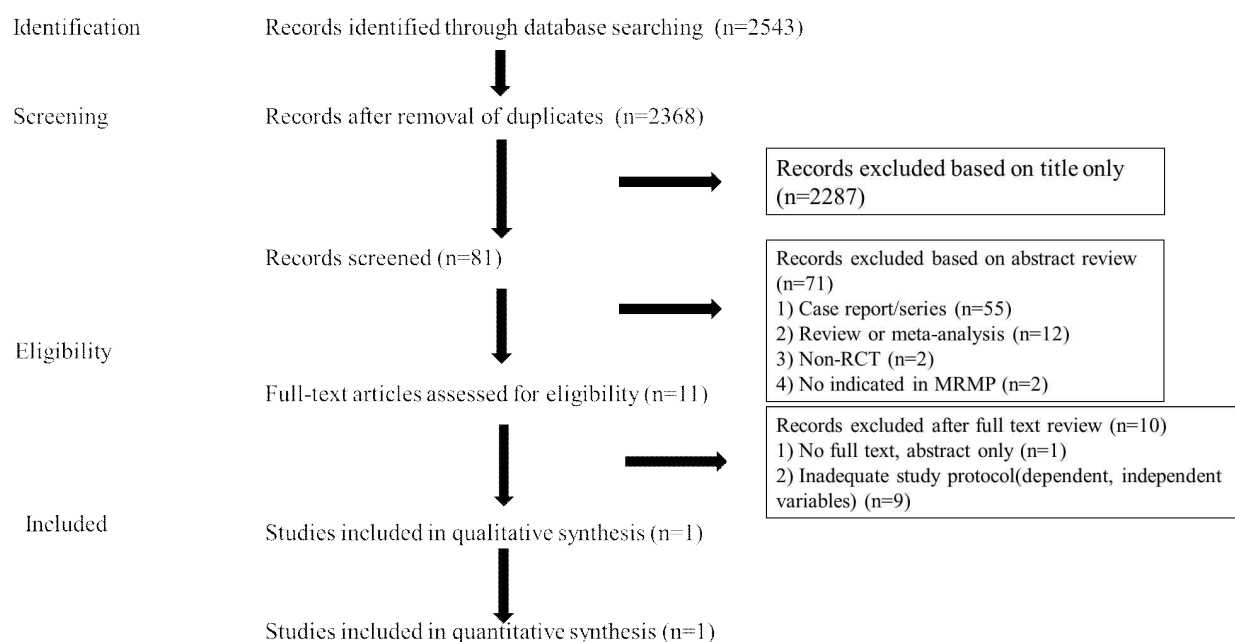 Identification
Records identified through database searching (n=2543)
Screening
Records after removal of duplicates (n=2368)
Records excluded based on title only
(n=2287)
Records screened (n=81)
Records excluded based on abstract review
(n=71)
1) Case report/series (n=55)
2) Review or meta-analysis (n=12)
3) Non-RCT (n=2)
4) No indicated in MRMP (n=2)
Eligibility
Full-text articles assessed for eligibility (n=11)
Records excluded after full text review (n=10)
1) No full text, abstract only (n=1)
2) Inadequate study protocol(dependent, independent
variables) (n=9)
Included
Studies included in qualitative synthesis (n=1)
Studies included in quantitative synthesis (n=1)